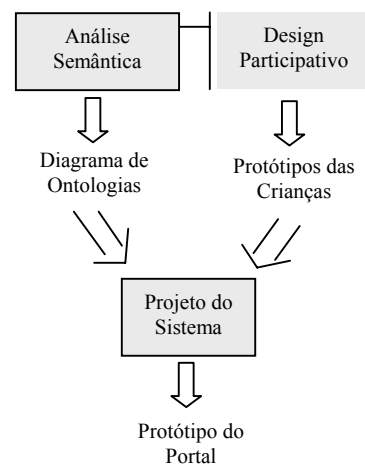 Análise
Semântica
Design
Participativo
Diagrama de
Ontologias
Protótipos das
Crianças
Projeto do
Sistema
Protótipo do
Portal